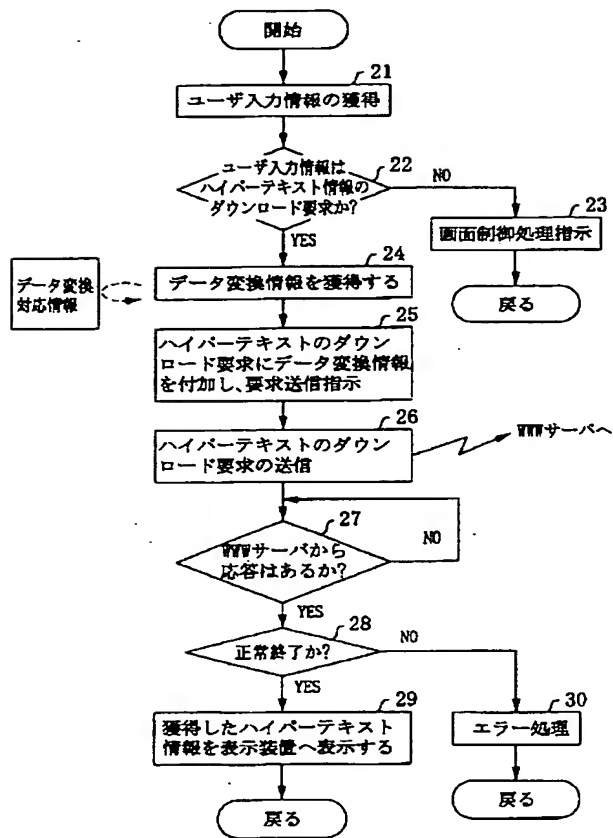 開始
21
ユーザ入力情報の獲得
ユーザ入力情報は
ハイパーテキスト情報の
ダウンロード要求か?
22
NO
YES
23
画面制御処理指示
戻る
データ変換
対応情報
24
データ変換情報を獲得する
25
ハイパーテキストのダウン
ロード要求にデータ変換情報
を付加し、要求送信指示
26
ハイパーテキストのダウン
ロード要求の送信
WWWサーバへ
27
WWWサーバから
応答はあるか?
NO
YES
28
正常終了か?
NO
YES
29
獲得したハイパーテキスト
情報を表示装置へ表示する
戻る
30
エラー処理
戻る